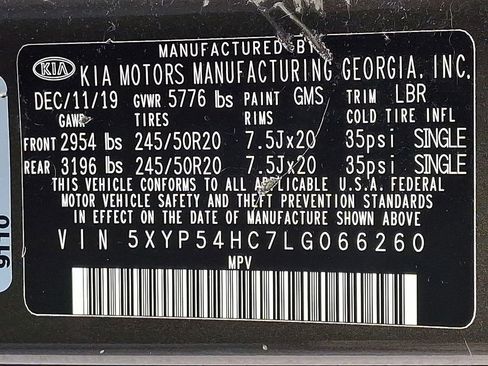 MANUFACTURED BY
KIA KIA MOTORS MANUFACTURING GEORGIA, INC.
DEC/11/19 GVWR 5776 lbs PAINT GMS TRIM LBR
GAWR TIRES RIMS COLD TIRE INFL
FRONT 2954 lbs 245/50R20 7.5Jx20 35psi SINGLE
REAR 3196 lbs 245/50R20 7.5Jx20 35psi SINGLE
THIS VEHICLE CONFORMS TO ALL APPLICABLE U.S.A. FEDERAL
MOTOR VEHICLE SAFETY AND THEFT PREVENTION STANDARDS
IN EFFECT ON THE DATE OF MANUFACTURE SHOWN ABOVE
VIN 5XYP54HC7LG066260
MPV